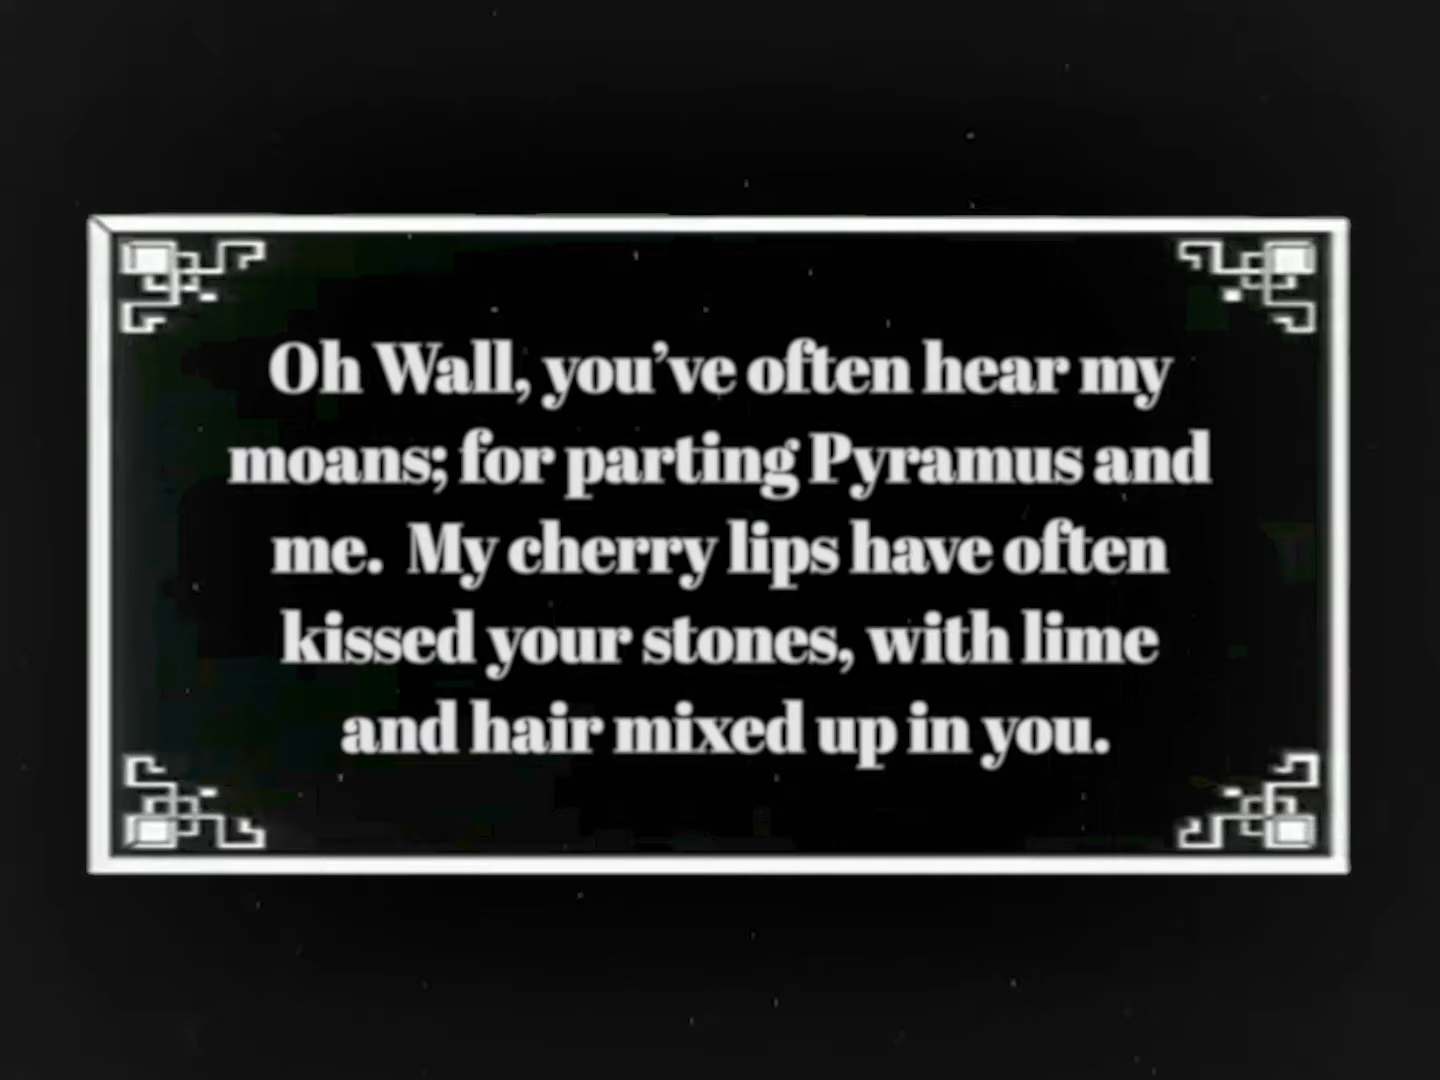 Oh Wall, you’ve often hear my
moans; for parting Pyramus and
me.  My cherry lips have often
kissed your stones, with lime
and hair mixed up in you.